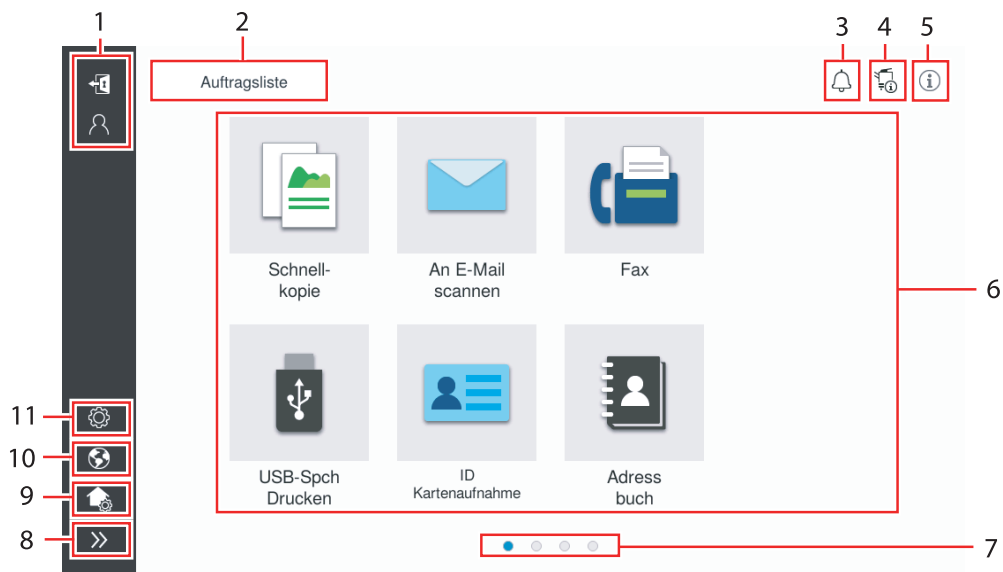 1
2
3
4
5
Auftragsliste
Schnell-
kopie
An E-Mail
scannen
Fax
6
USB-Spch
Drucken
ID
Kartenaufnahme
Adress
buch
11
10
9
8
7